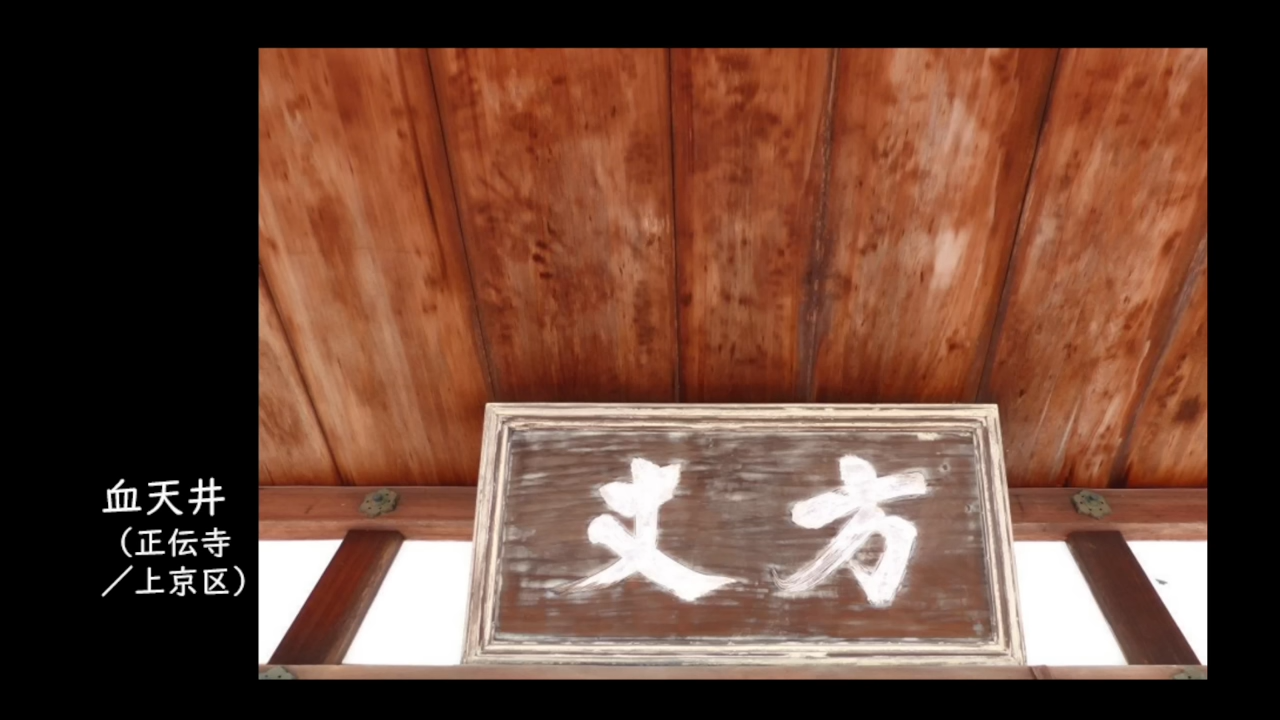 血天井
（正伝寺
／上京区）
方丈